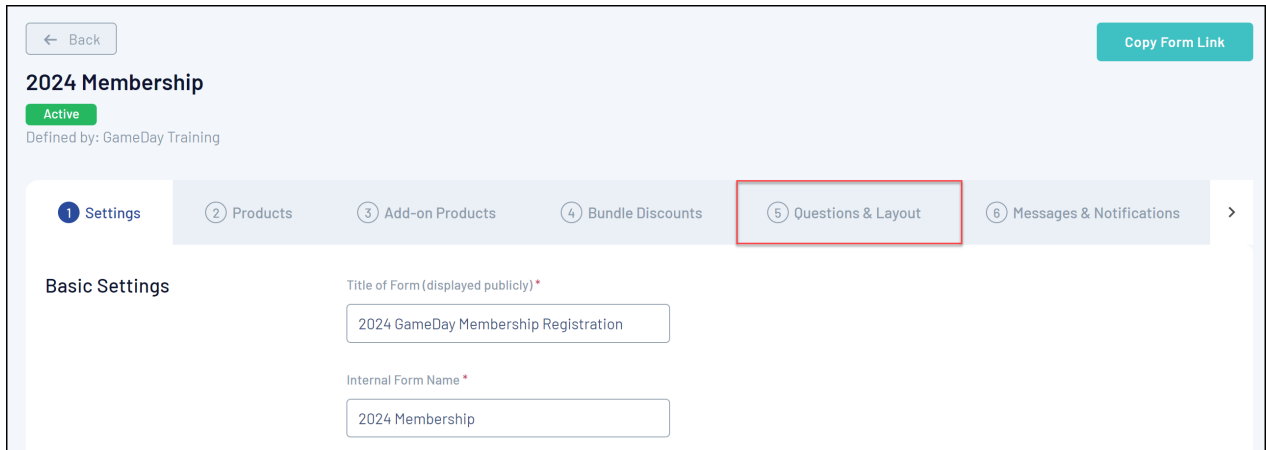 ← Back
Copy Form Link
2024 Membership
Active
Defined by: GameDay Training
1 Settings
2 Products
3 Add-on Products
4 Bundle Discounts
5 Questions & Layout
6 Messages & Notifications
Basic Settings
Title of Form (displayed publicly) *
2024 GameDay Membership Registration
Internal Form Name *
2024 Membership